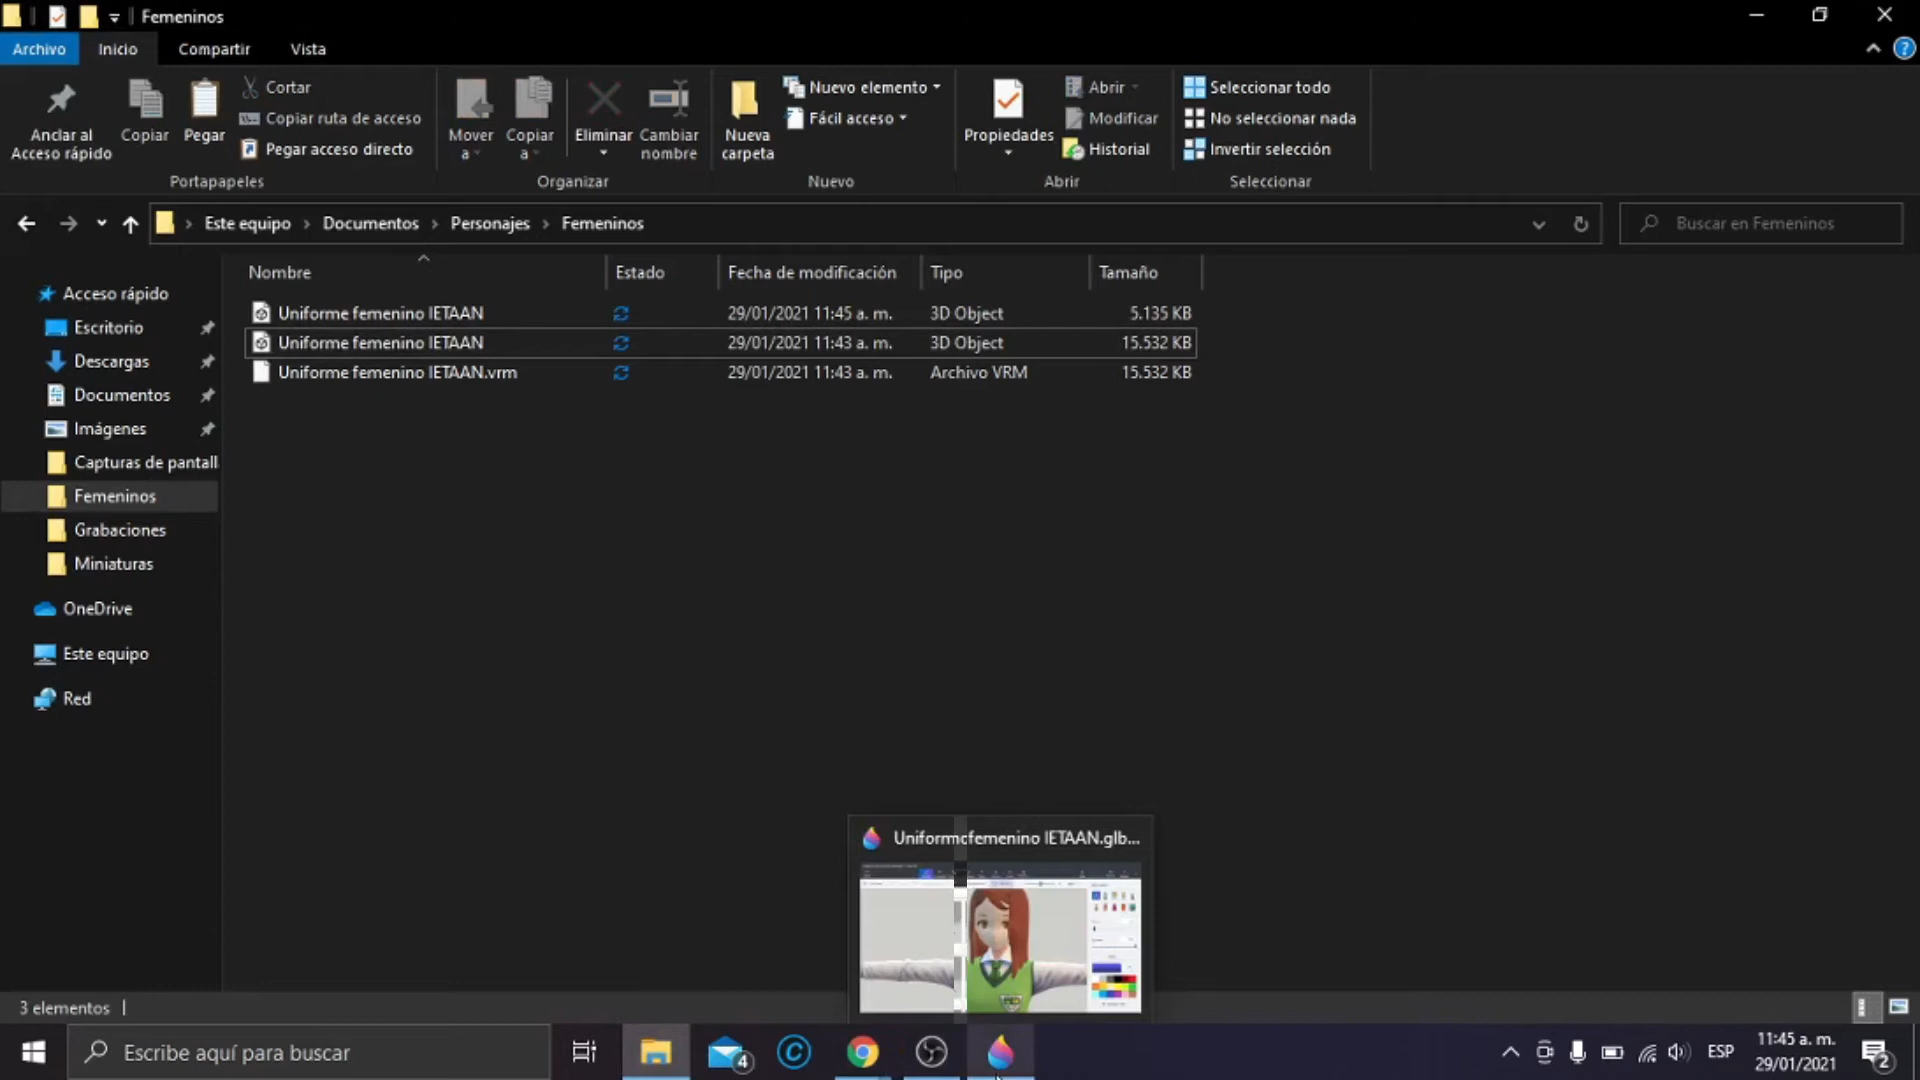 Femeninos
Archivo Inicio Compartir Vista
Anclar al Acceso rápido
Copiar
Pegar
Cortar
Copiar ruta de acceso
Pegar acceso directo
Portapapeles
Mover a
Copiar a
Eliminar
Cambiar nombre
Organizar
Nueva carpeta
Nuevo elemento
Fácil acceso
Nuevo
Propiedades
Abrir
Modificar
Historial
Abrir
Seleccionar todo
No seleccionar nada
Invertir selección
Seleccionar
Este equipo > Documentos > Personajes > Femeninos
Buscar en Femeninos
Nombre Estado Fecha de modificación Tipo Tamaño
Uniforme femenino IETAAN 29/01/2021 11:45 a. m. 3D Object 5.135 KB
Uniforme femenino IETAAN 29/01/2021 11:43 a. m. 3D Object 15.532 KB
Uniforme femenino IETAAN.vrm 29/01/2021 11:43 a. m. Archivo VRM 15.532 KB
Acceso rápido
Escritorio
Descargas
Documentos
Imágenes
Capturas de pantall
Femeninos
Grabaciones
Miniaturas
OneDrive
Este equipo
Red
femenino IETAAN.glb...
3 elementos
Escribe aquí para buscar
4
ESP
11:45 a. m.
29/01/2021
2